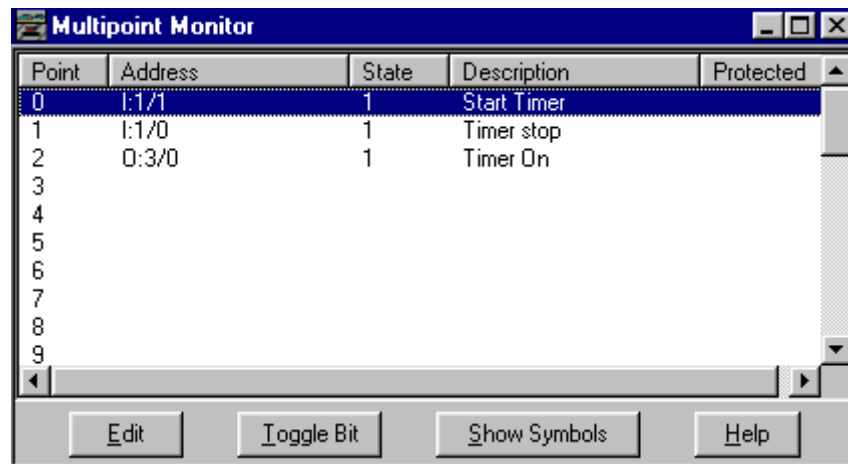 Multipoint Monitor
Point Address State Description Protected
0 I:1/1 1 Start Timer
1 I:1/0 1 Timer stop
2 O:3/0 1 Timer On
3
4
5
6
7
8
9
Edit Toggle Bit Show Symbols Help